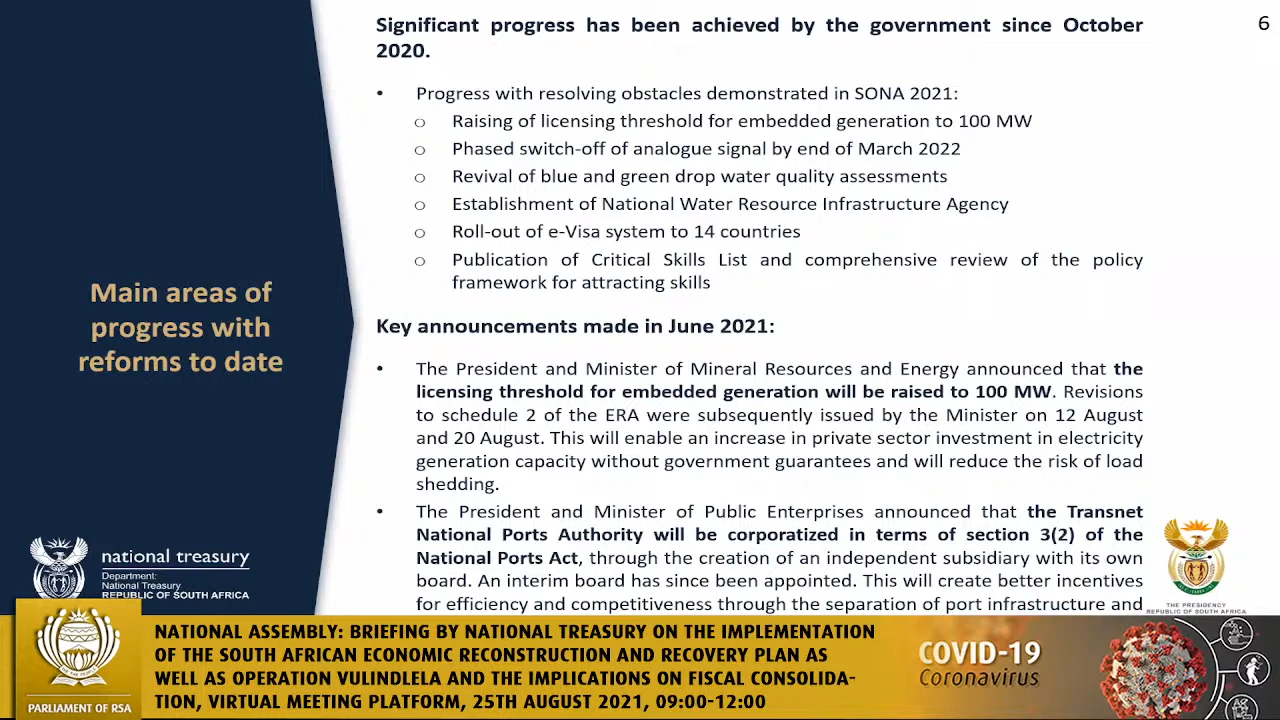 Significant progress has been achieved by the government since October
2020.
6
• Progress with resolving obstacles demonstrated in SONA 2021:
o Raising of licensing threshold for embedded generation to 100 MW
o Phased switch-off of analogue signal by end of March 2022
o Revival of blue and green drop water quality assessments
o Establishment of National Water Resource Infrastructure Agency
o Roll-out of e-Visa system to 14 countries
o Publication of Critical Skills List and comprehensive review of the policy
framework for attracting skills
Main areas of
progress with
reforms to date
Key announcements made in June 2021:
• The President and Minister of Mineral Resources and Energy announced that the
licensing threshold for embedded generation will be raised to 100 MW. Revisions
to schedule 2 of the ERA were subsequently issued by the Minister on 12 August
and 20 August. This will enable an increase in private sector investment in electricity
generation capacity without government guarantees and will reduce the risk of load
shedding.
• The President and Minister of Public Enterprises announced that the Transnet
National Ports Authority will be corporatized in terms of section 3(2) of the
National Ports Act, through the creation of an independent subsidiary with its own
board. An interim board has since been appointed. This will create better incentives
for efficiency and competitiveness through the separation of port infrastructure and
national treasury
Department:
National Treasury
REPUBLIC OF SOUTH AFRICA
THE PRESIDENCY
REPUBLIC OF SOUTH AFRICA
PARLIAMENT OF RSA
NATIONAL ASSEMBLY: BRIEFING BY NATIONAL TREASURY ON THE IMPLEMENTATION
OF THE SOUTH AFRICAN ECONOMIC RECONSTRUCTION AND RECOVERY PLAN AS
WELL AS OPERATION VULINDLELA AND THE IMPLICATIONS ON FISCAL CONSOLIDA-
TION, VIRTUAL MEETING PLATFORM, 25TH AUGUST 2021, 09:00-12:00
COVID-19
Coronavirus